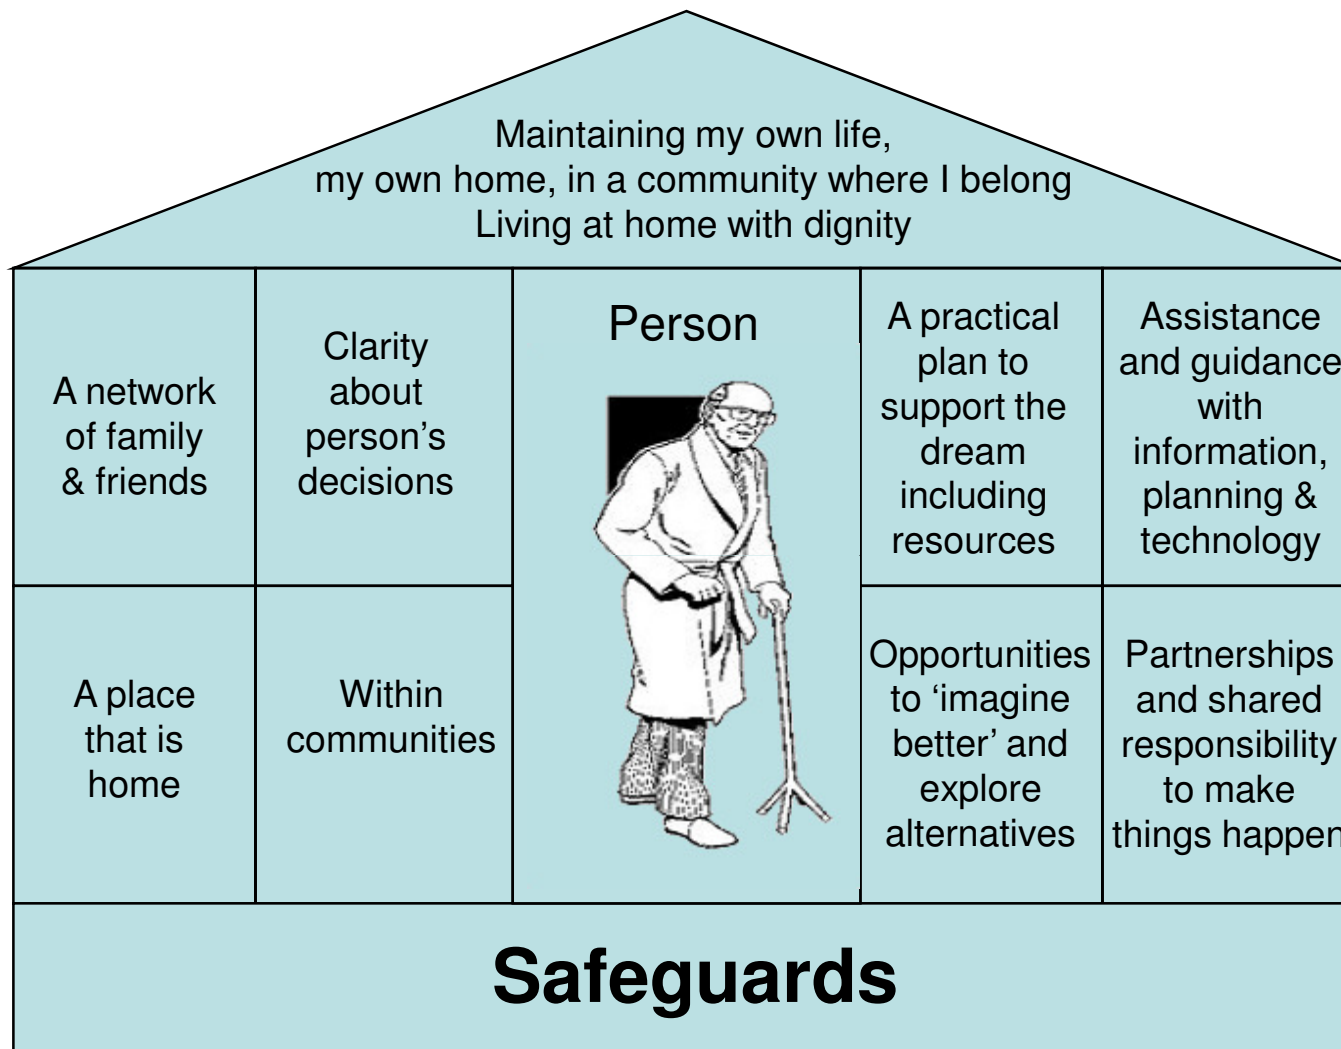 Maintaining my own life,
my own home, in a community where I belong
Living at home with dignity
A network
of family
& friends
Clarity
about
person's
decisions
Person
A practical
plan to
support the
dream
including
resources
Assistance
and guidance
with
information,
planning &
technology
A place
that is
home
Within
communities
Opportunities
to ‘imagine
better’ and
explore
alternatives
Partnerships
and shared
responsibility
to make
things happen
Safeguards